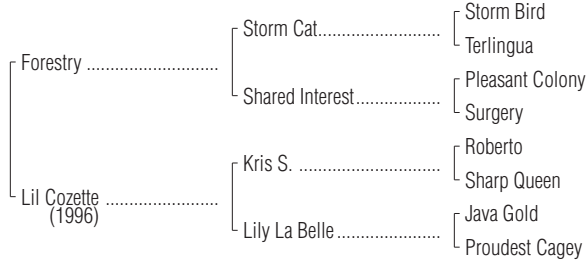 Storm Bird
Storm Cat
Terlingua
Forestry
Pleasant Colony
Shared Interest
Surgery
Roberto
Kris S.
Sharp Queen
Lil Cozette
(1996)
Java Gold
Lily La Belle
Proudest Cagey